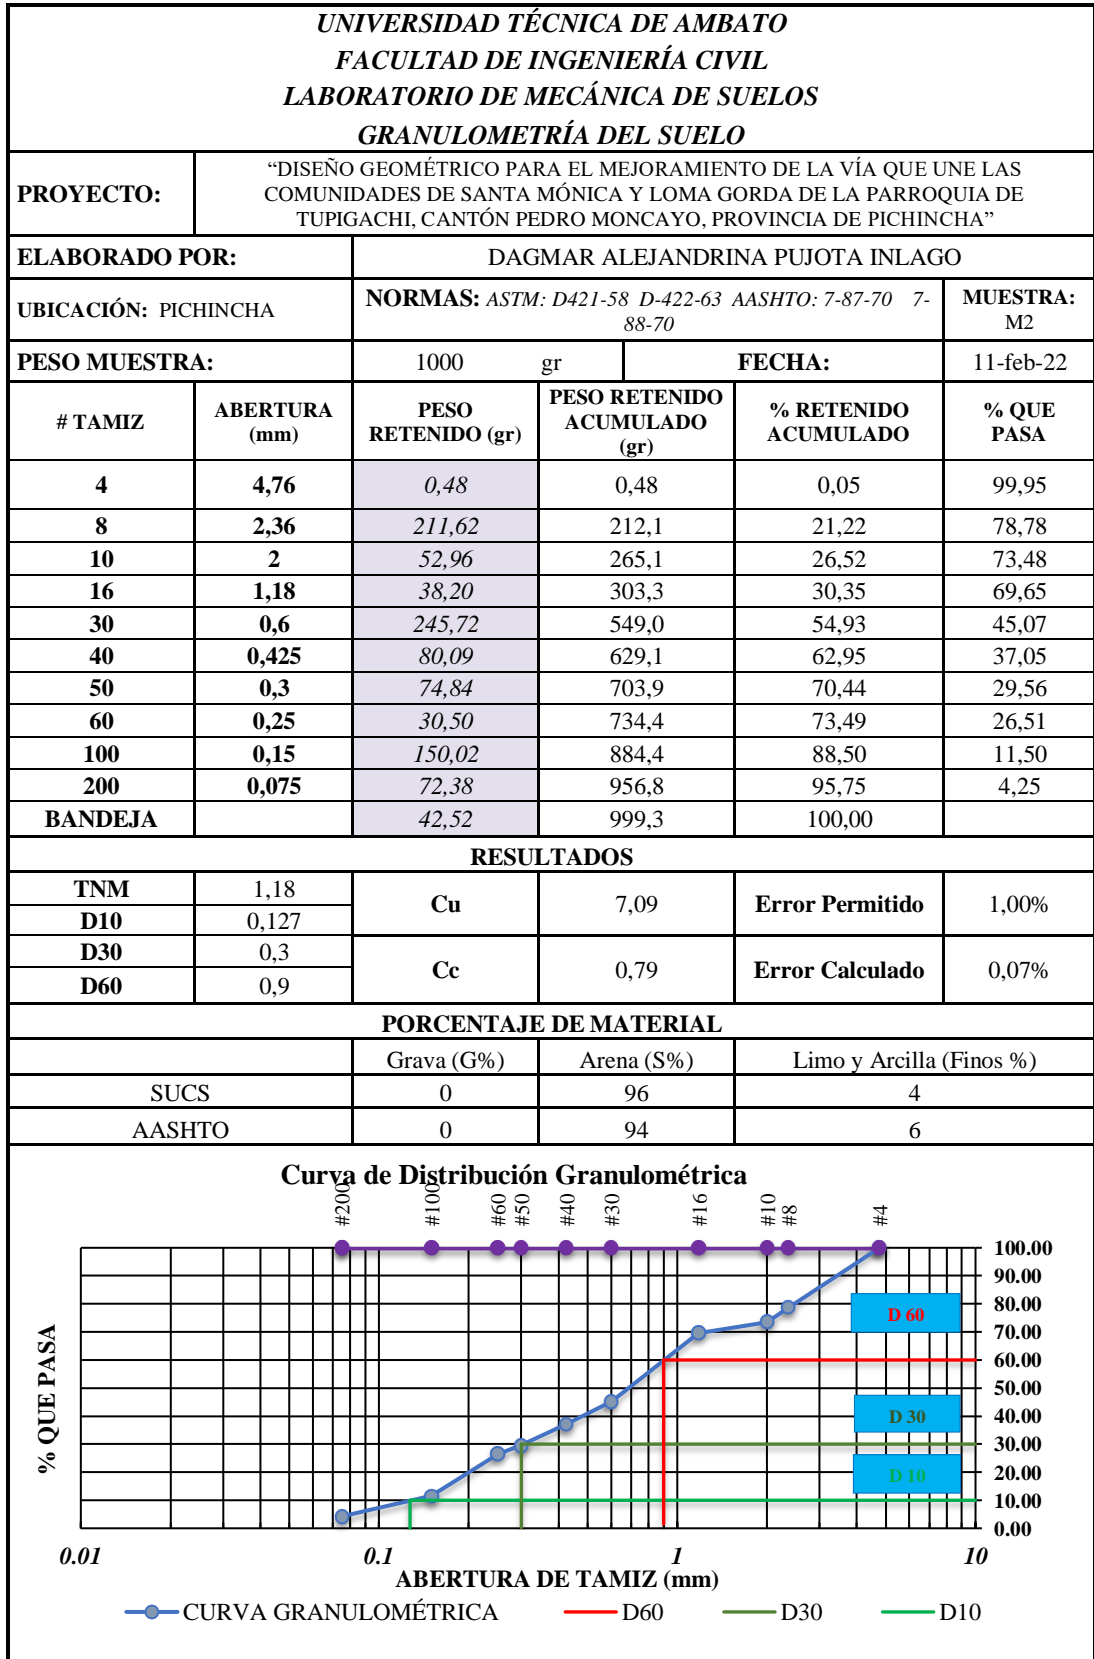 UNIVERSIDAD TÉCNICA DE AMBATO
FACULTAD DE INGENIERÍA CIVIL
LABORATORIO DE MECÁNICA DE SUELOS
GRANULOMETRÍA DEL SUELO
PROYECTO:
“DISEÑO GEOMÉTRICO PARA EL MEJORAMIENTO DE LA VÍA QUE UNE LAS
COMUNIDADES DE SANTA MÓNICA Y LOMA GORDA DE LA PARROQUIA DE
TUPIGACHI, CANTÓN PEDRO MONCAYO, PROVINCIA DE PICHINCHA”
ELABORADO POR: DAGMAR ALEJANDRINA PUJOTA INLAGO
UBICACIÓN: PICHINCHA
NORMAS: ASTM: D421-58 D-422-63 AASHTO: 7-87-70 7-
88-70
MUESTRA:
M2
PESO MUESTRA: 1000 gr FECHA: 11-feb-22
# TAMIZ
ABERTURA
(mm)
PESO
RETENIDO (gr)
PESO RETENIDO
ACUMULADO
(gr)
% RETENIDO
ACUMULADO
% QUE
PASA
4 4,76 0,48 0,48 0,05 99,95
8 2,36 211,62 212,1 21,22 78,78
10 2 52,96 265,1 26,52 73,48
16 1,18 38,20 303,3 30,35 69,65
30 0,6 245,72 549,0 54,93 45,07
40 0,425 80,09 629,1 62,95 37,05
50 0,3 74,84 703,9 70,44 29,56
60 0,25 30,50 734,4 73,49 26,51
100 0,15 150,02 884,4 88,50 11,50
200 0,075 72,38 956,8 95,75 4,25
BANDEJA 42,52 999,3 100,00
RESULTADOS
TNM 1,18
D10 0,127
Cu 7,09 Error Permitido 1,00%
D30 0,3
D60 0,9
Cc 0,79 Error Calculado 0,07%
PORCENTAJE DE MATERIAL
Grava (G%) Arena (S%) Limo y Arcilla (Finos %)
SUCS 0 96 4
AASHTO 0 94 6
Curva de Distribución Granulométrica
#200 #100 #60 #50 #40 #30 #16 #10 #8 #4
100.00
90.00
80.00
D 60
70.00
60.00
50.00
40.00
D 30
30.00
20.00
D 10
10.00
0.00
% QUE PASA
0.01 0.1 1 10
ABERTURA DE TAMIZ (mm)
CURVA GRANULOMÉTRICA D60 D30 D10